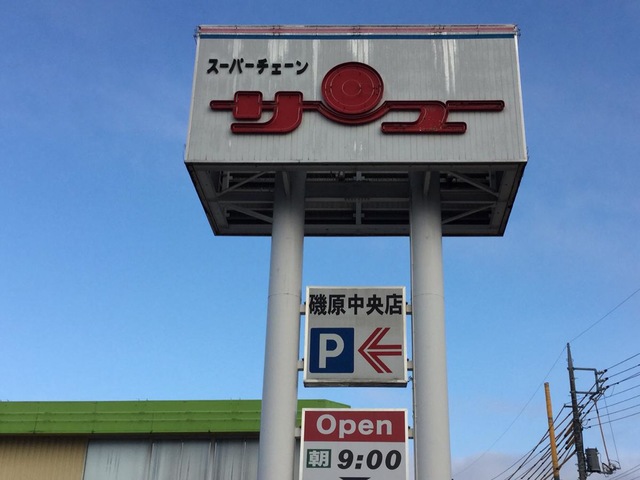 スーパーチェーン
サンユー
磯原中央店
P
Open
朝 9:00